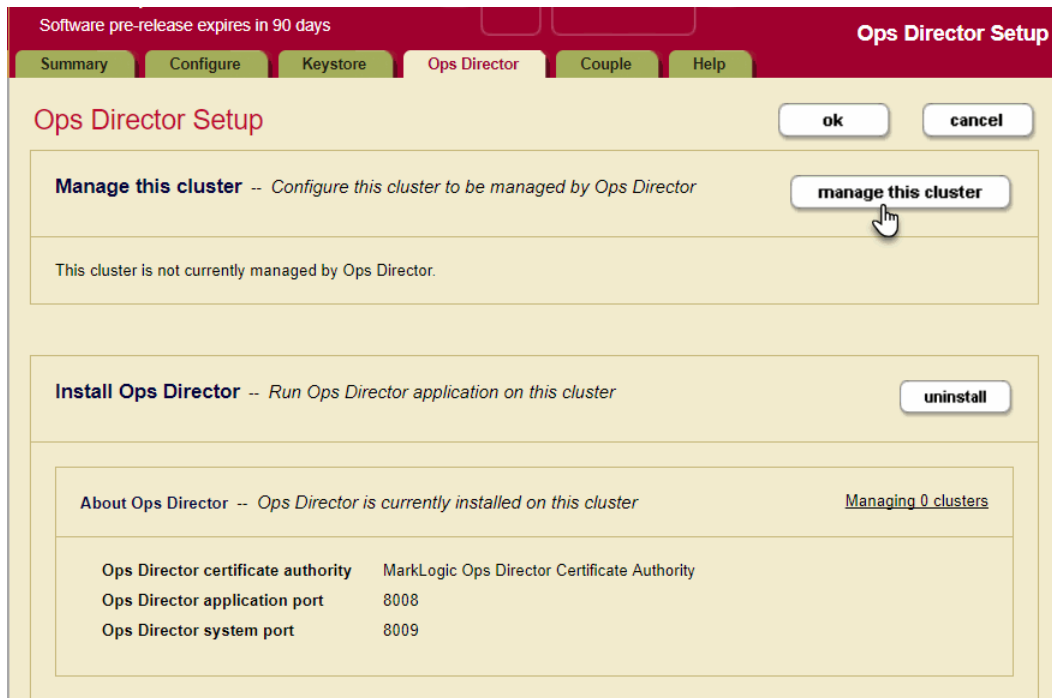 Software pre-release expires in 90 days
Ops Director Setup
Summary Configure Keystore Ops Director Couple Help
Ops Director Setup ok cancel
Manage this cluster -- Configure this cluster to be managed by Ops Director manage this cluster
This cluster is not currently managed by Ops Director.
Install Ops Director -- Run Ops Director application on this cluster uninstall
About Ops Director -- Ops Director is currently installed on this cluster Managing 0 clusters
Ops Director certificate authority MarkLogic Ops Director Certificate Authority
Ops Director application port 8008
Ops Director system port 8009